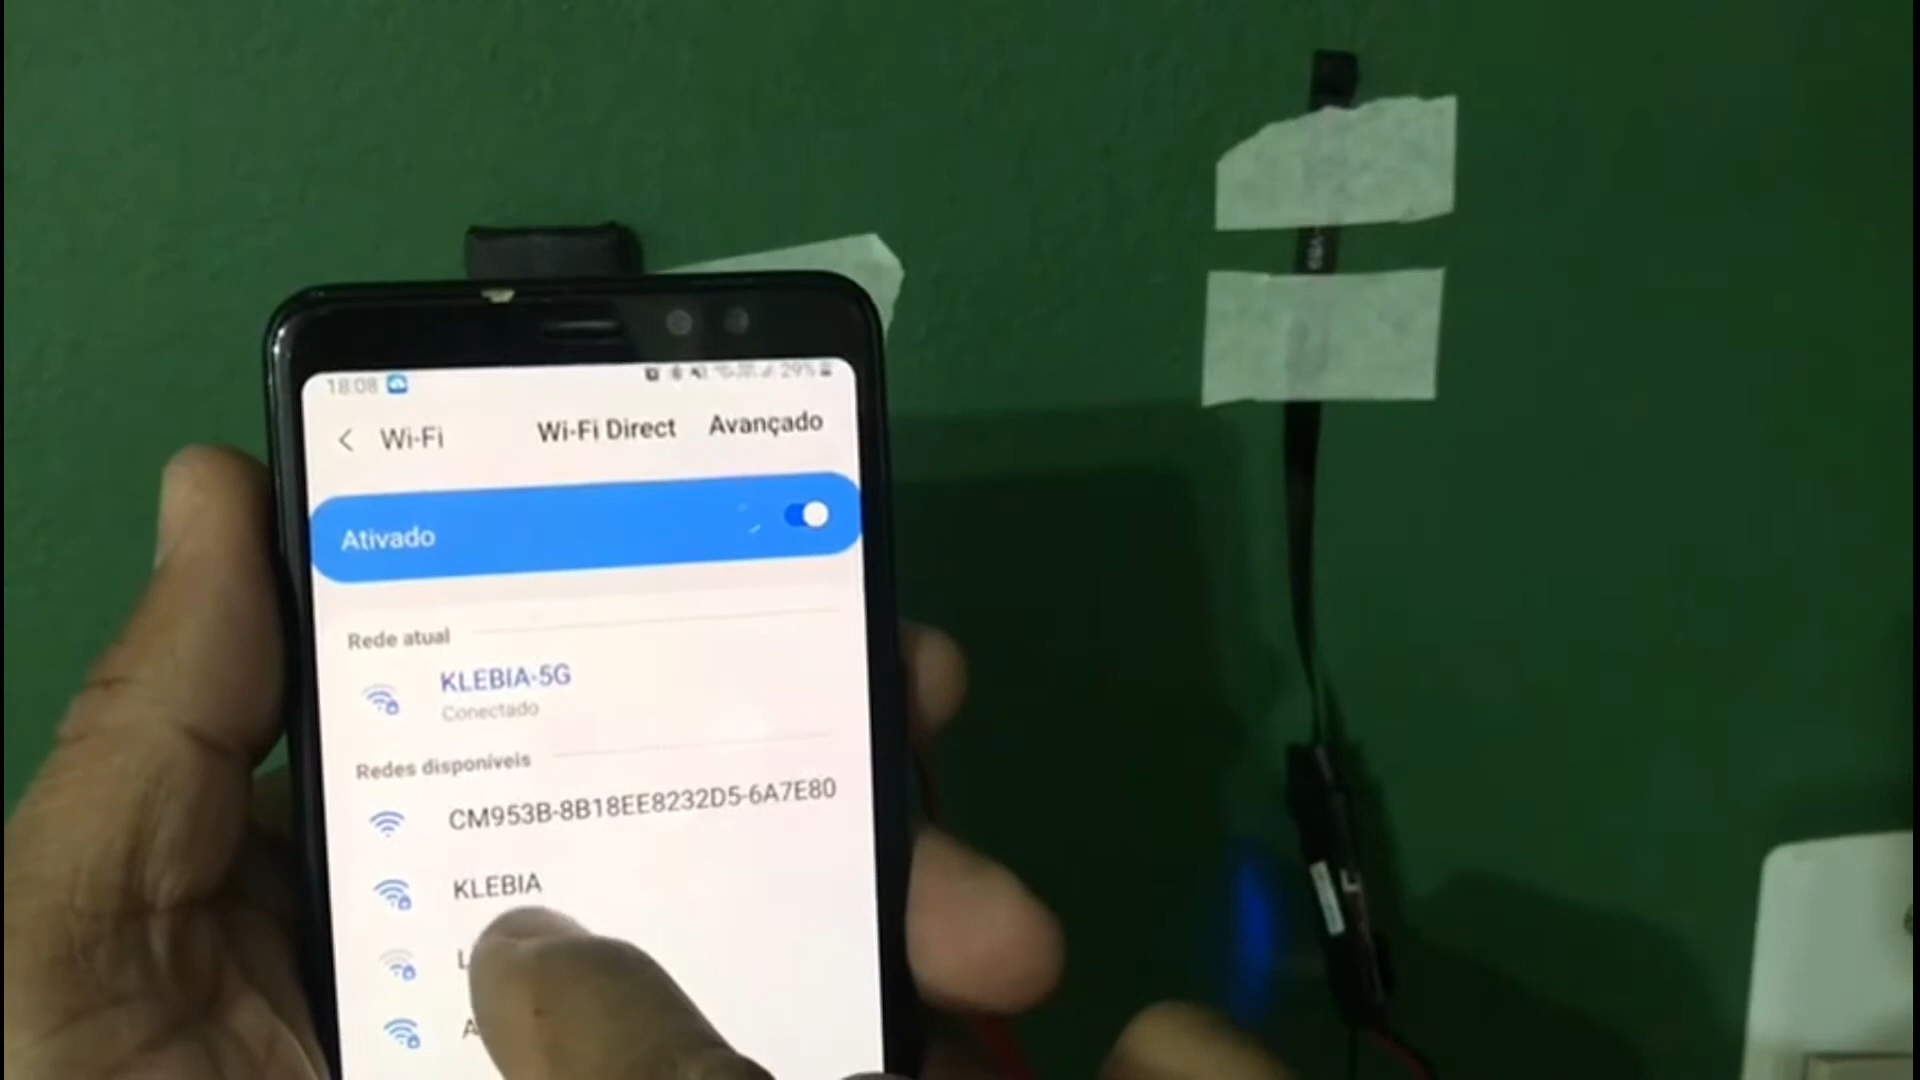 18:08 29%
Wi-Fi Wi-Fi Direct Avançado
Ativado
Rede atual
KLEBIA-5G
Conectado
Redes disponíveis
CM953B-8B18EE8232D5-6A7E80
KLEBIA
L
A